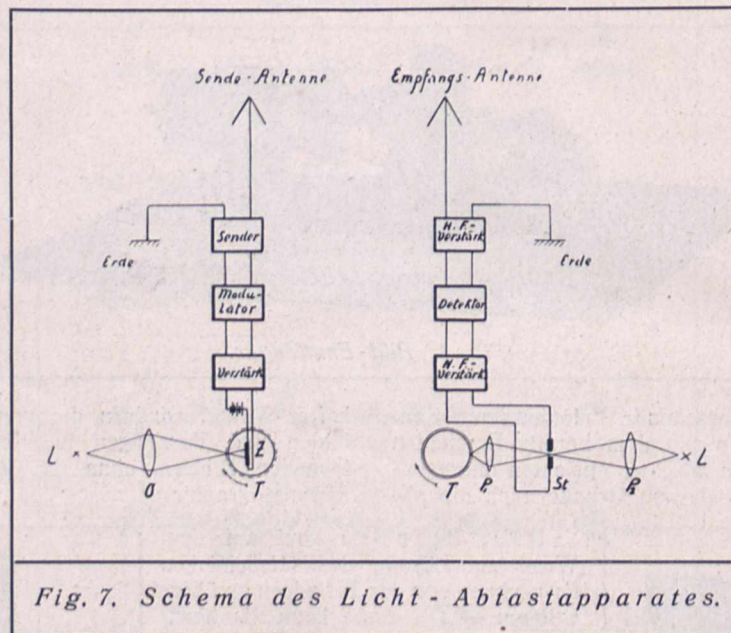 Sende-Antenne
Empfangs-Antenne
Sender
H. F.-
Verstärk
Erde
Erde
Modu-
lator
Detektor
Verstärk
N. F.-
Verstärk
L
O
Z
T
T
P₁
St
P₂
L
Fig. 7. Schema des Licht-Abtastapparates.